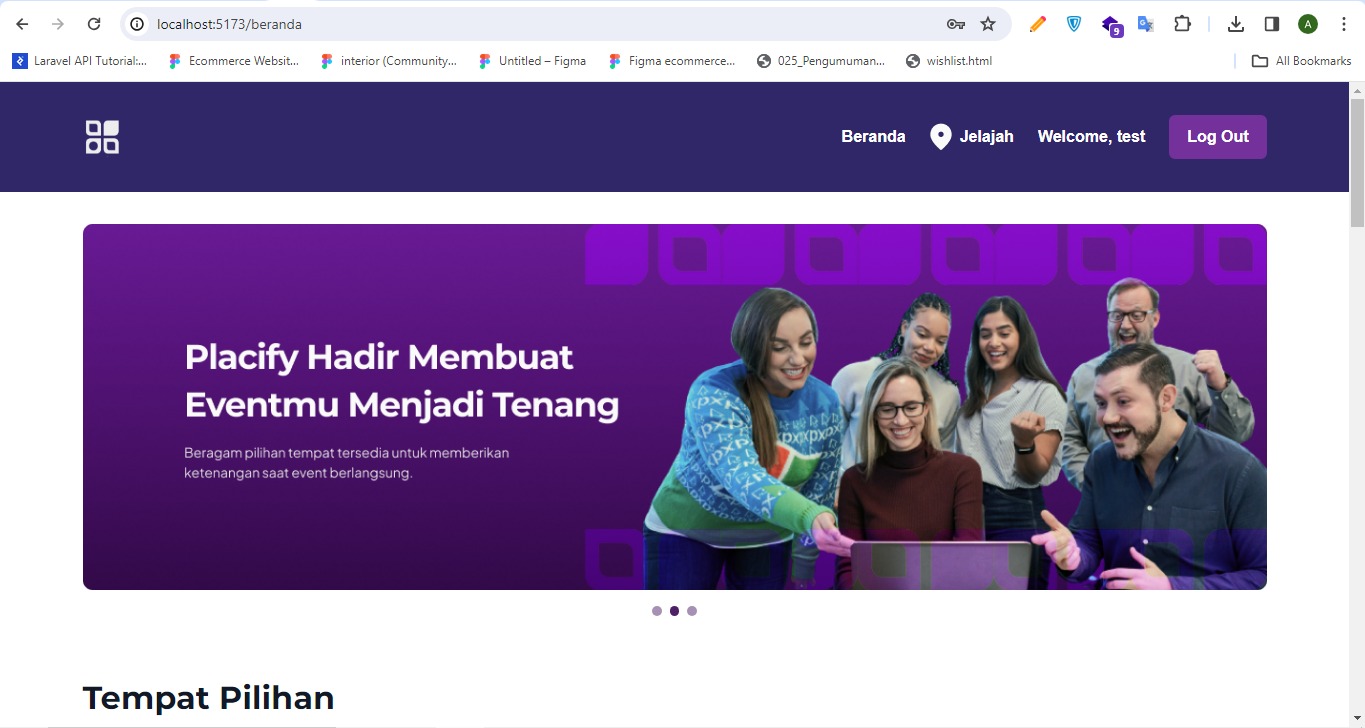 localhost:5173/beranda
9
A
Laravel API Tutorial:...
Ecommerce Websit...
interior (Community...
Untitled – Figma
Figma ecommerce...
025_Pengumuman...
wishlist.html
All Bookmarks
Beranda
Jelajah
Welcome, test
Log Out
Placify Hadir Membuat
Eventmu Menjadi Tenang
Beragam pilihan tempat tersedia untuk memberikan
ketenangan saat event berlangsung.
Tempat Pilihan